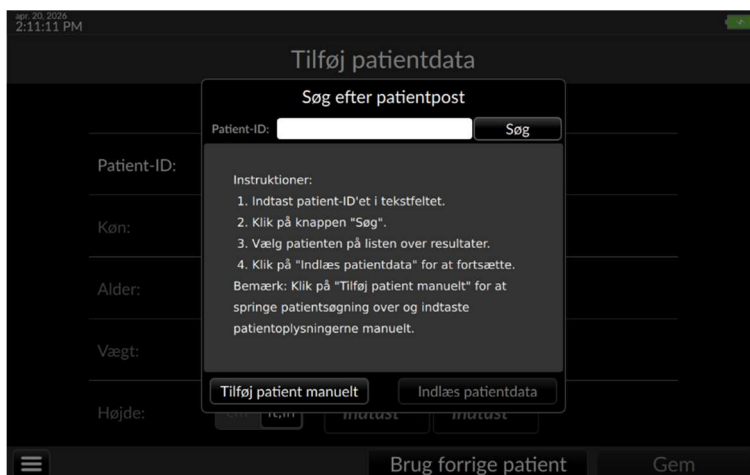 apr. 20, 2026
2:11:11 PM
Tilføj patientdata
Søg efter patientpost
Patient-ID:
Søg
Patient-ID:
Instruktioner:
1. Indtast patient-ID'et i tekstfeltet.
2. Klik på knappen "Søg".
3. Vælg patienten på listen over resultater.
4. Klik på "Indlæs patientdata" for at fortsætte.
Bemærk: Klik på "Tilføj patient manuelt" for at
springe patientsøgning over og indtaste
patientoplysningerne manuelt.
Køn:
Alder:
Vægt:
Tilføj patient manuelt
Indlæs patientdata
Højde:
cm
ft,in
Indtast
Indtast
Brug forrige patient
Gem